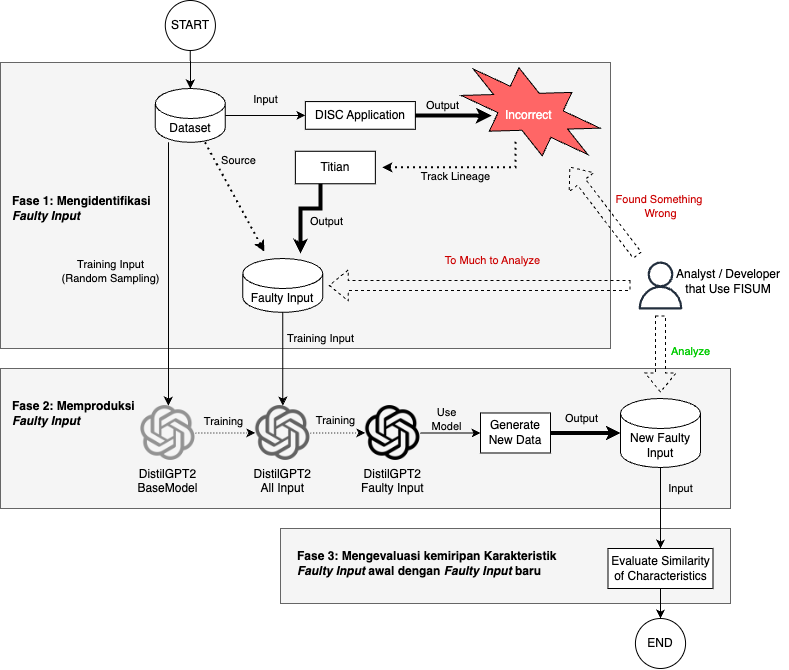 START
Dataset
Input
DISC Application
Output
Incorrect
Source
Titian
Track Lineage
Fase 1: Mengidentifikasi
Faulty Input
Output
Found Something
Wrong
Training Input
(Random Sampling)
To Much to Analyze
Faulty Input
Analyst / Developer
that Use FISUM
Training Input
Analyze
Fase 2: Memproduksi
Faulty Input
Training
Training
Use
Model
Generate
New Data
Output
New Faulty
Input
DistilGPT2
BaseModel
DistilGPT2
All Input
DistilGPT2
Faulty Input
Input
Fase 3: Mengevaluasi kemiripan Karakteristik
Faulty Input awal dengan Faulty Input baru
Evaluate Similarity
of Characteristics
END